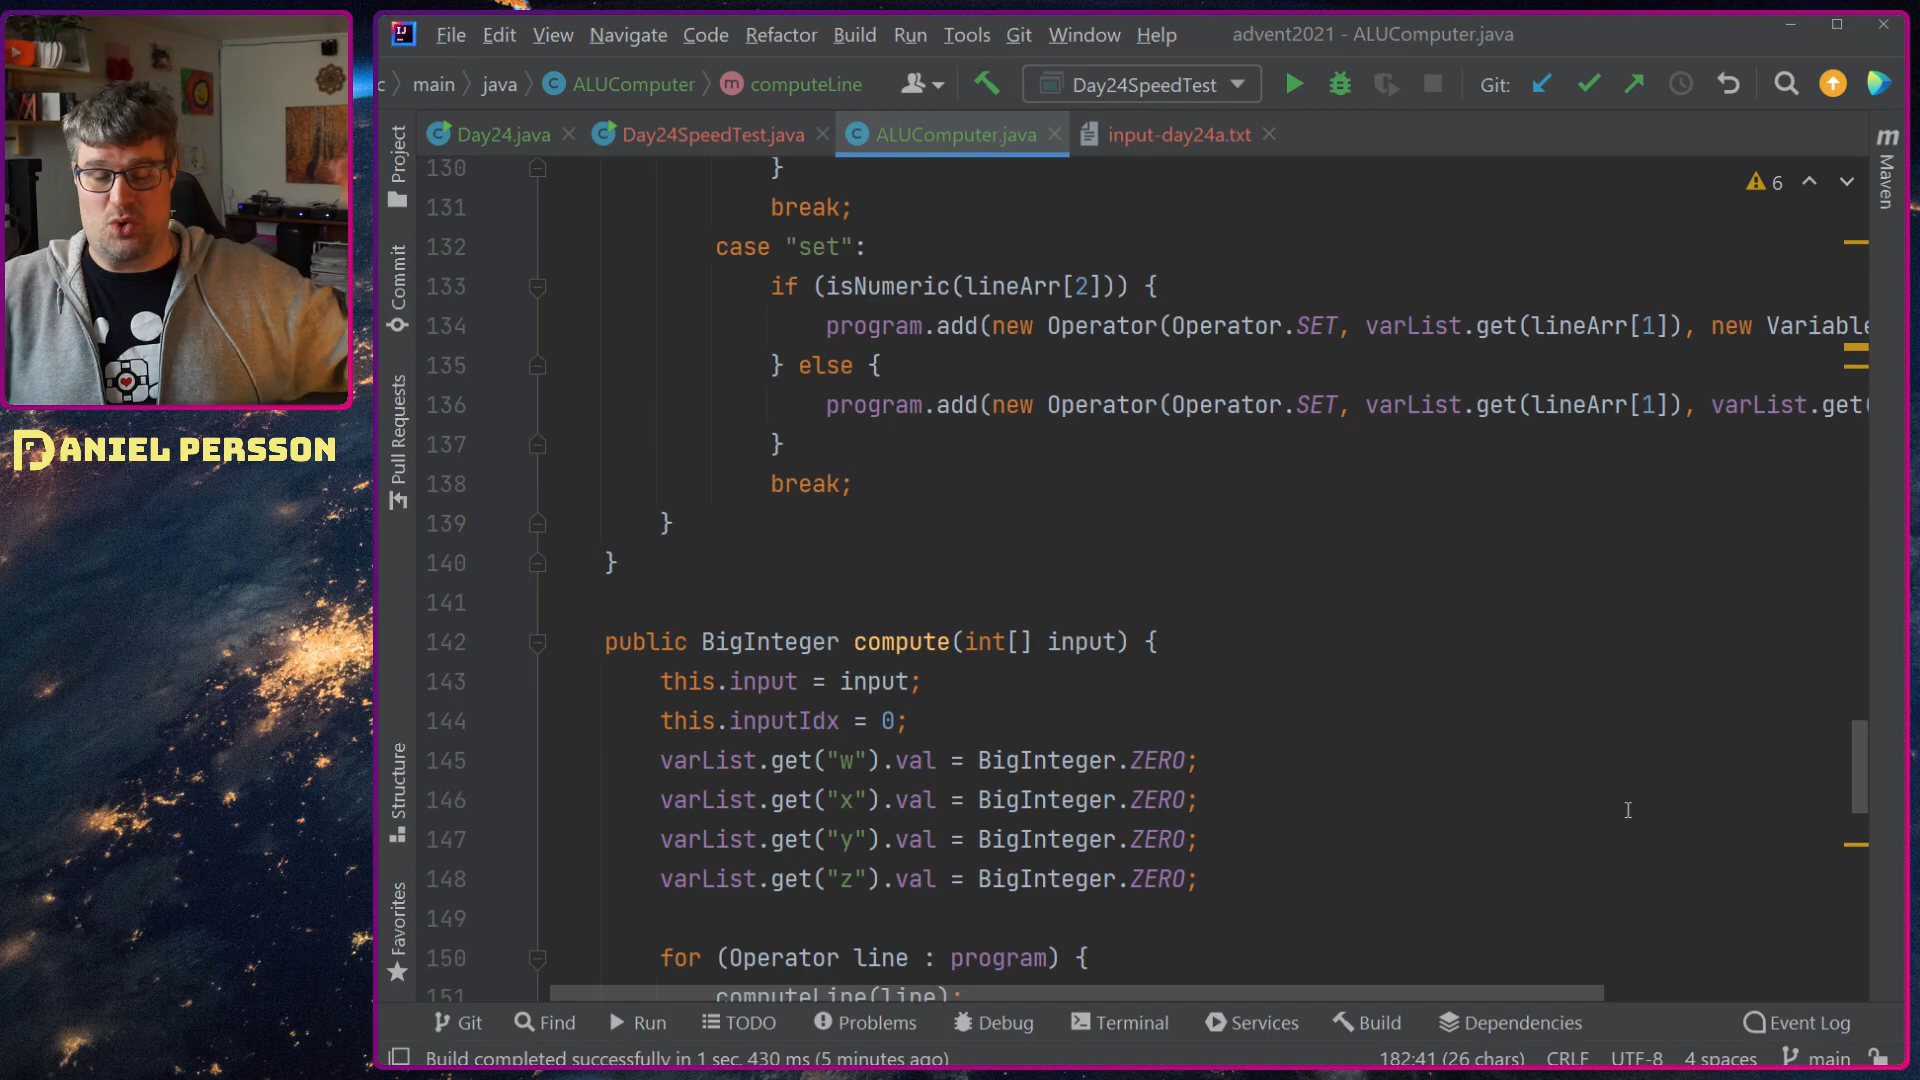 File Edit View Navigate Code Refactor Build Run Tools Git Window Help advent2021 - ALUComputer.java
c main java ALUComputer computeLine Day24SpeedTest Git:
Day24.java Day24SpeedTest.java ALUComputer.java input-day24a.txt
130 }
131 break;
132 case "set":
133 if (isNumeric(lineArr[2])) {
134 program.add(new Operator(Operator.SET, varList.get(lineArr[1]), new Variable
135 } else {
136 program.add(new Operator(Operator.SET, varList.get(lineArr[1]), varList.get(
137 }
138 break;
139 }
140 }
141
142 public BigInteger compute(int[] input) {
143 this.input = input;
144 this.inputIdx = 0;
145 varList.get("w").val = BigInteger.ZERO;
146 varList.get("x").val = BigInteger.ZERO;
147 varList.get("y").val = BigInteger.ZERO;
148 varList.get("z").val = BigInteger.ZERO;
149
150 for (Operator line : program) {
151 computeLine(line);
6
Project
Commit
Pull Requests
Structure
Favorites
m Maven
DANIEL PERSSON
Git Find Run TODO Problems Debug Terminal Services Build Dependencies Event Log
Build completed successfully in 1 sec, 430 ms (5 minutes ago) 182:41 (26 chars) CRLF UTF-8 4 spaces main